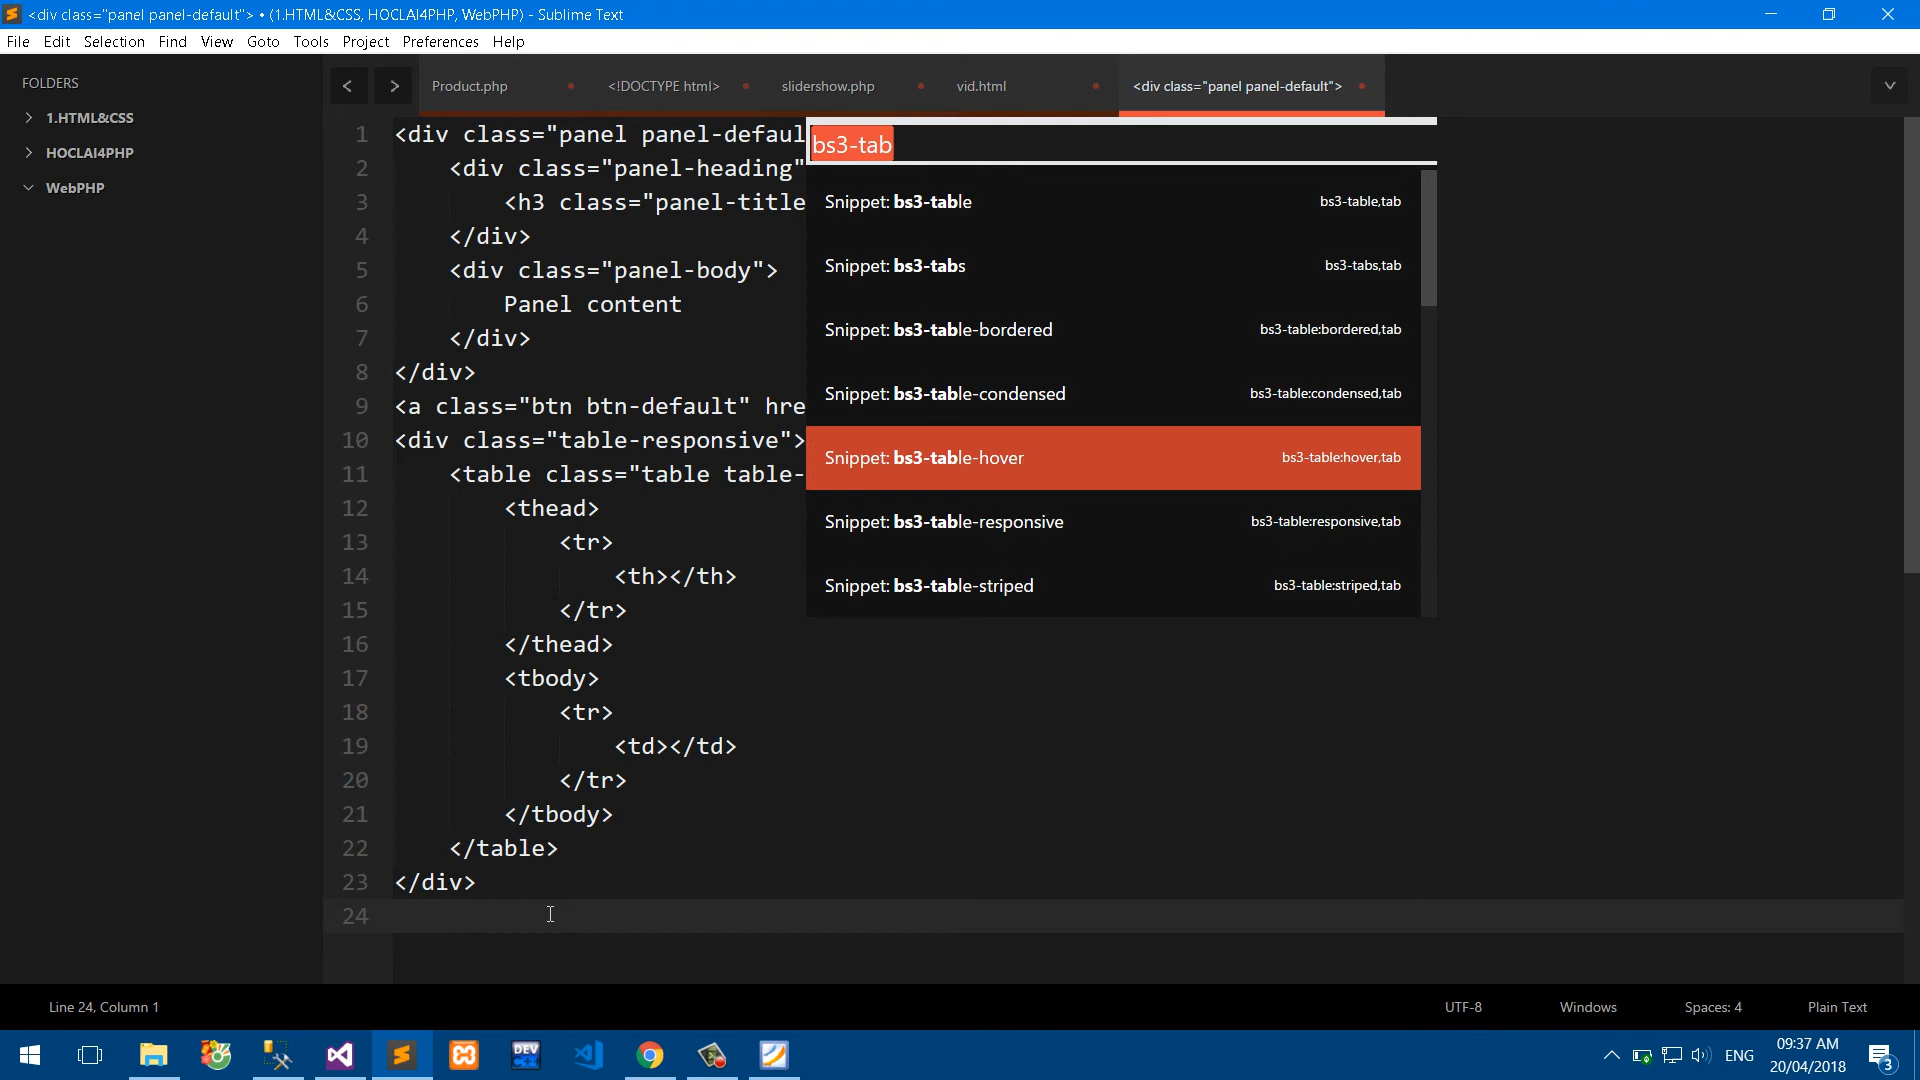 <div class="panel panel-default"> • (1.HTML&CSS, HOCLAI4PHP, WebPHP) - Sublime Text
File Edit Selection Find View Goto Tools Project Preferences Help
FOLDERS
1.HTML&CSS
HOCLAI4PHP
WebPHP
Product.php <!DOCTYPE html> slidershow.php vid.html <div class="panel panel-default">
1 <div class="panel panel-defaul
2 <div class="panel-heading"
3 <h3 class="panel-title
4 </div>
5 <div class="panel-body">
6 Panel content
7 </div>
8 </div>
9 <a class="btn btn-default" hre
10 <div class="table-responsive">
11 <table class="table table-
12 <thead>
13 <tr>
14 <th></th>
15 </tr>
16 </thead>
17 <tbody>
18 <tr>
19 <td></td>
20 </tr>
21 </tbody>
22 </table>
23 </div>
24
bs3-tab
Snippet: bs3-table bs3-table,tab
Snippet: bs3-tabs bs3-tabs,tab
Snippet: bs3-table-bordered bs3-table:bordered,tab
Snippet: bs3-table-condensed bs3-table:condensed,tab
Snippet: bs3-table-hover bs3-table:hover,tab
Snippet: bs3-table-responsive bs3-table:responsive,tab
Snippet: bs3-table-striped bs3-table:striped,tab
Line 24, Column 1 UTF-8 Windows Spaces: 4 Plain Text
DEV C++
ENG
09:37 AM
20/04/2018
3